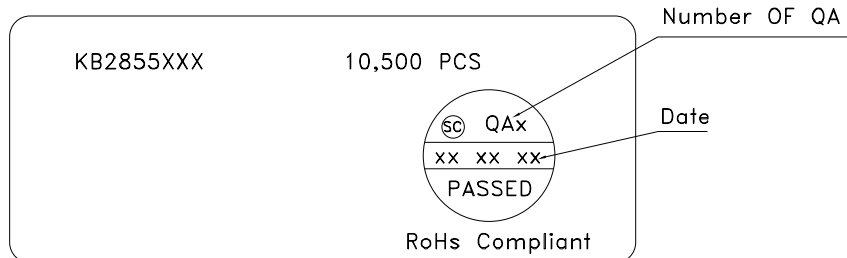 Number OF QA
KB2855XXX 10,500 PCS
SC QAx
Date
xx xx xx
PASSED
RoHs Compliant